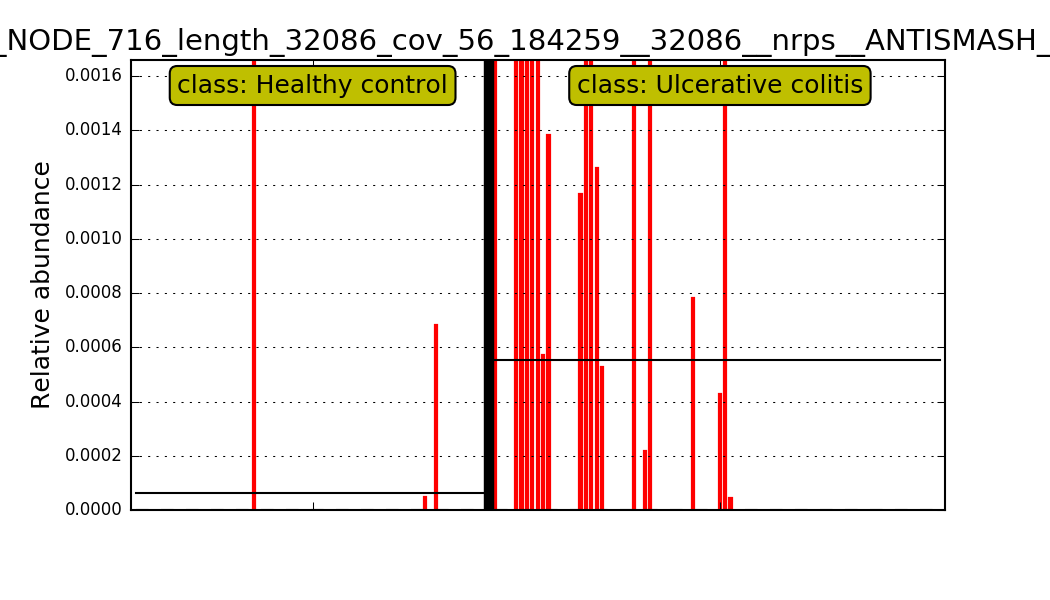 _NODE_716_length_32086_cov_56_184259__32086__nrps__ANTISMASH_
class: Healthy control
class: Ulcerative colitis
Relative abundance
0.0016
0.0014
0.0012
0.0010
0.0008
0.0006
0.0004
0.0002
0.0000